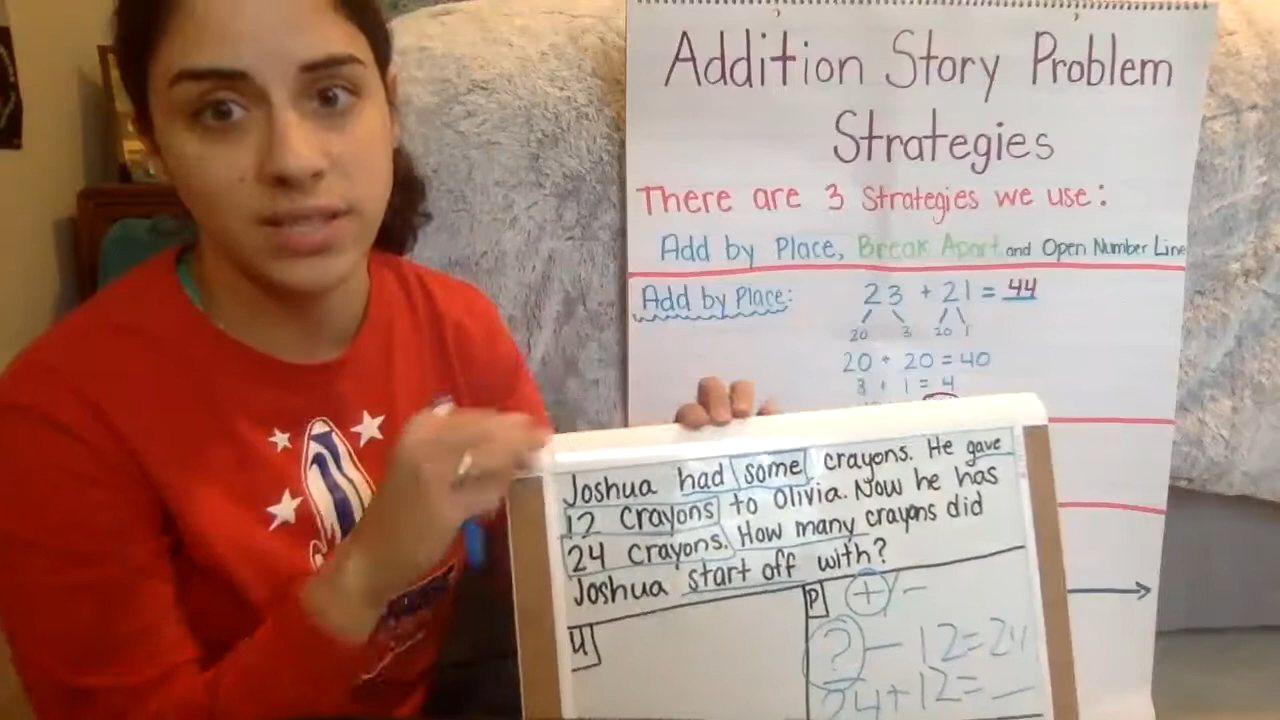 Addition Story Problem
Strategies
There are 3 Strategies we use:
Add by Place, Break Apart and Open Number Line
Add by Place:
23 + 21 = 44
20 3 20 1
20 + 20 = 40
3 + 1 = 4
Joshua had some crayons. He gave
12 crayons to Olivia. Now he has
24 crayons. How many crayons did
Joshua start off with?
U
P + / -
? - 12 = 24
24 + 12 = _